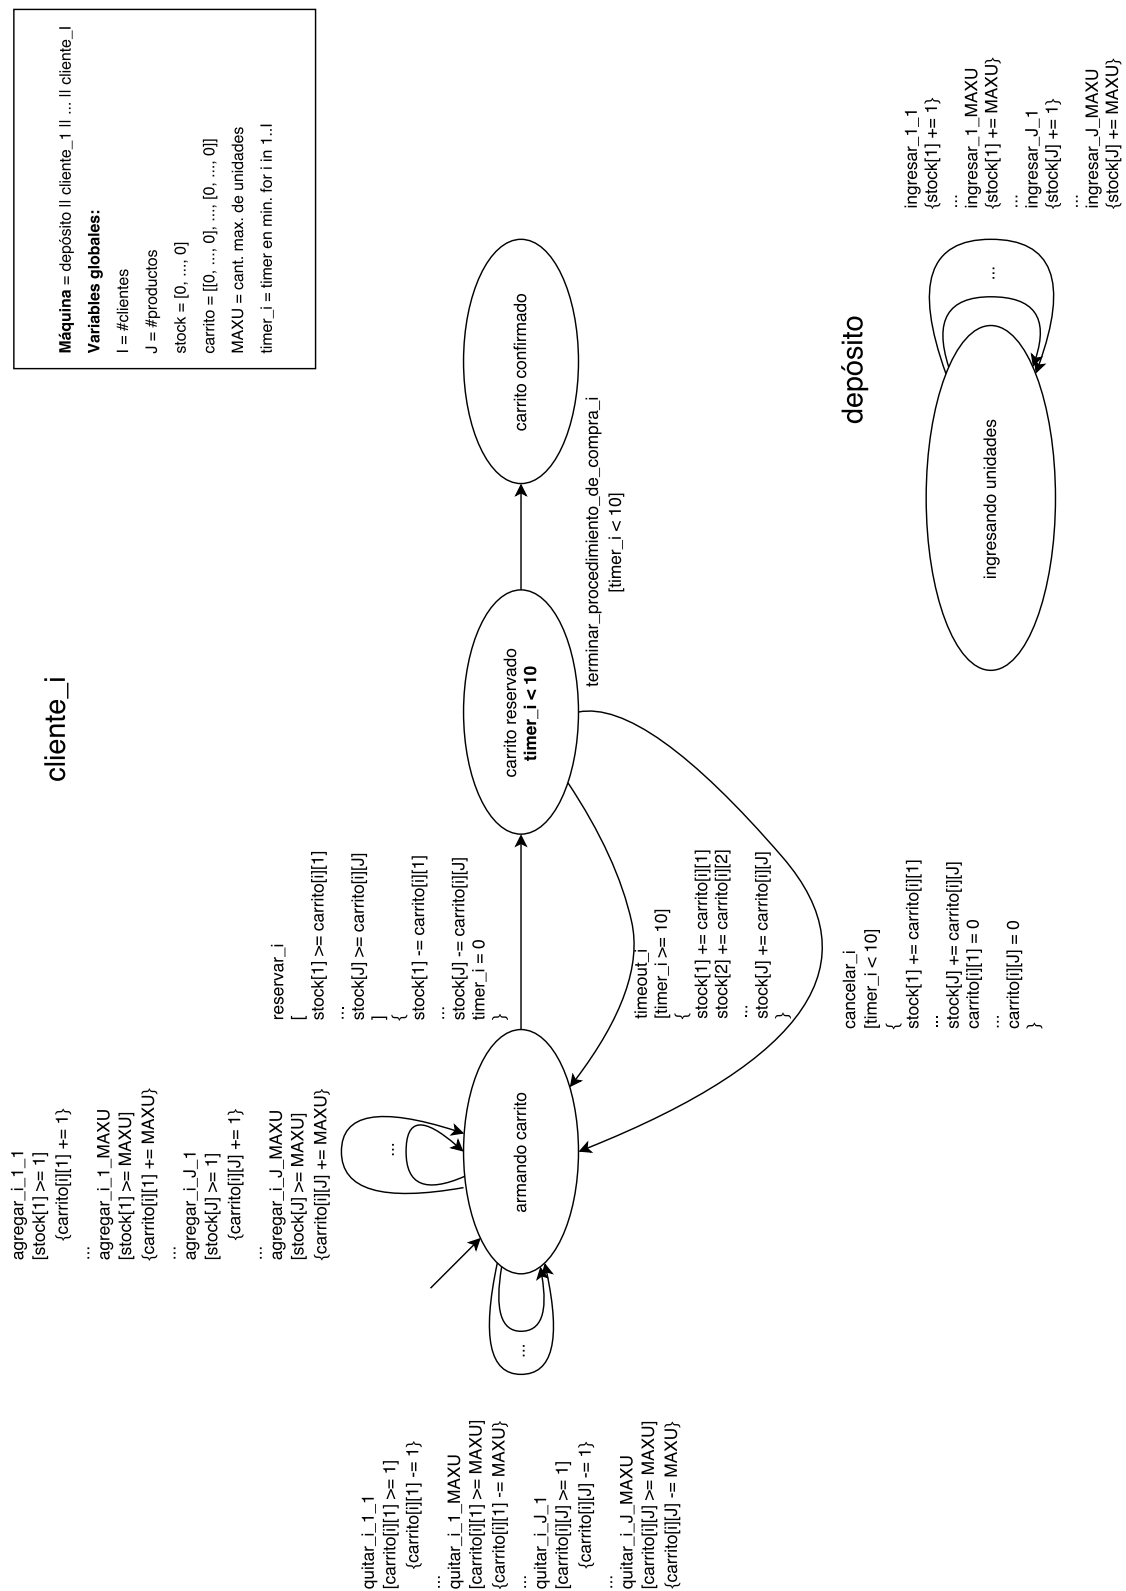 cliente_i
Máquina = depósito || cliente_1 || ... || cliente_I
Variables globales:
I = #clientes
J = #productos
stock = [0, ..., 0]
carrito = [[0, ..., 0], ..., [0, ..., 0]]
MAXU = cant. max. de unidades
timer_i = timer en min. for i in 1..I
agregar_i_1_1
[stock[1] >= 1]
{carrito[i][1] += 1}
...
agregar_i_1_MAXU
[stock[1] >= MAXU]
{carrito[i][1] += MAXU}
...
agregar_i_J_1
[stock[J] >= 1]
{carrito[i][J] += 1}
...
agregar_i_J_MAXU
[stock[J] >= MAXU]
{carrito[i][J] += MAXU}
...
quitar_i_1_1
[carrito[i][1] >= 1]
{carrito[i][1] -= 1}
...
quitar_i_1_MAXU
[carrito[i][1] >= MAXU]
{carrito[i][1] -= MAXU}
...
quitar_i_J_1
[carrito[i][J] >= 1]
{carrito[i][J] -= 1}
...
quitar_i_J_MAXU
[carrito[i][J] >= MAXU]
{carrito[i][J] -= MAXU}
...
armando carrito
reservar_i
[
stock[1] >= carrito[i][1]
...
stock[J] >= carrito[i][J]
]
{
stock[1] -= carrito[i][1]
...
stock[J] -= carrito[i][J]
timer_i = 0
}
carrito reservado
timer_i < 10
carrito confirmado
terminar_procedimiento_de_compra_i
[timer_i < 10]
timeout_i
[timer_i >= 10]
{
stock[1] += carrito[i][1]
stock[2] += carrito[i][2]
...
stock[J] += carrito[i][J]
}
cancelar_i
[timer_i < 10]
{
stock[1] += carrito[i][1]
...
stock[J] += carrito[i][J]
carrito[i][1] = 0
...
carrito[i][J] = 0
}
depósito
ingresando unidades
...
ingresar_1_1
{stock[1] += 1}
...
ingresar_1_MAXU
{stock[1] += MAXU}
...
ingresar_J_1
{stock[J] += 1}
...
ingresar_J_MAXU
{stock[J] += MAXU}